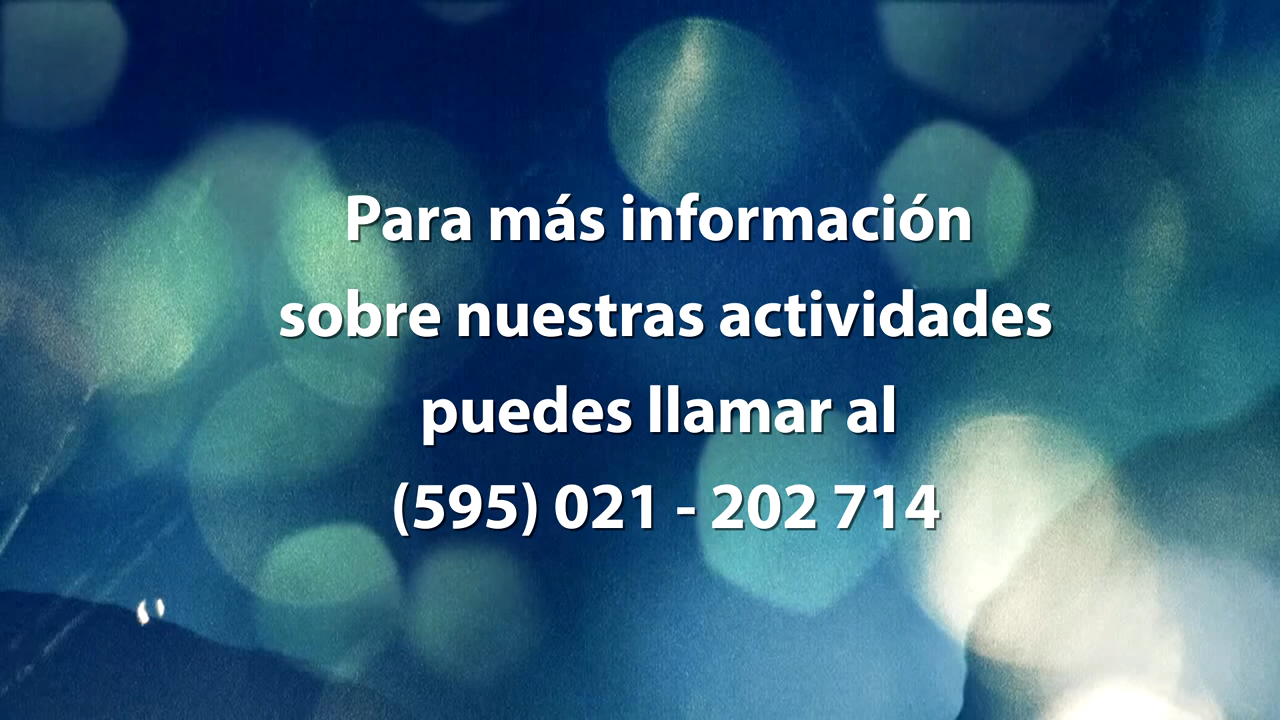 Para más información
sobre nuestras actividades
puedes llamar al
(595) 021 - 202 714